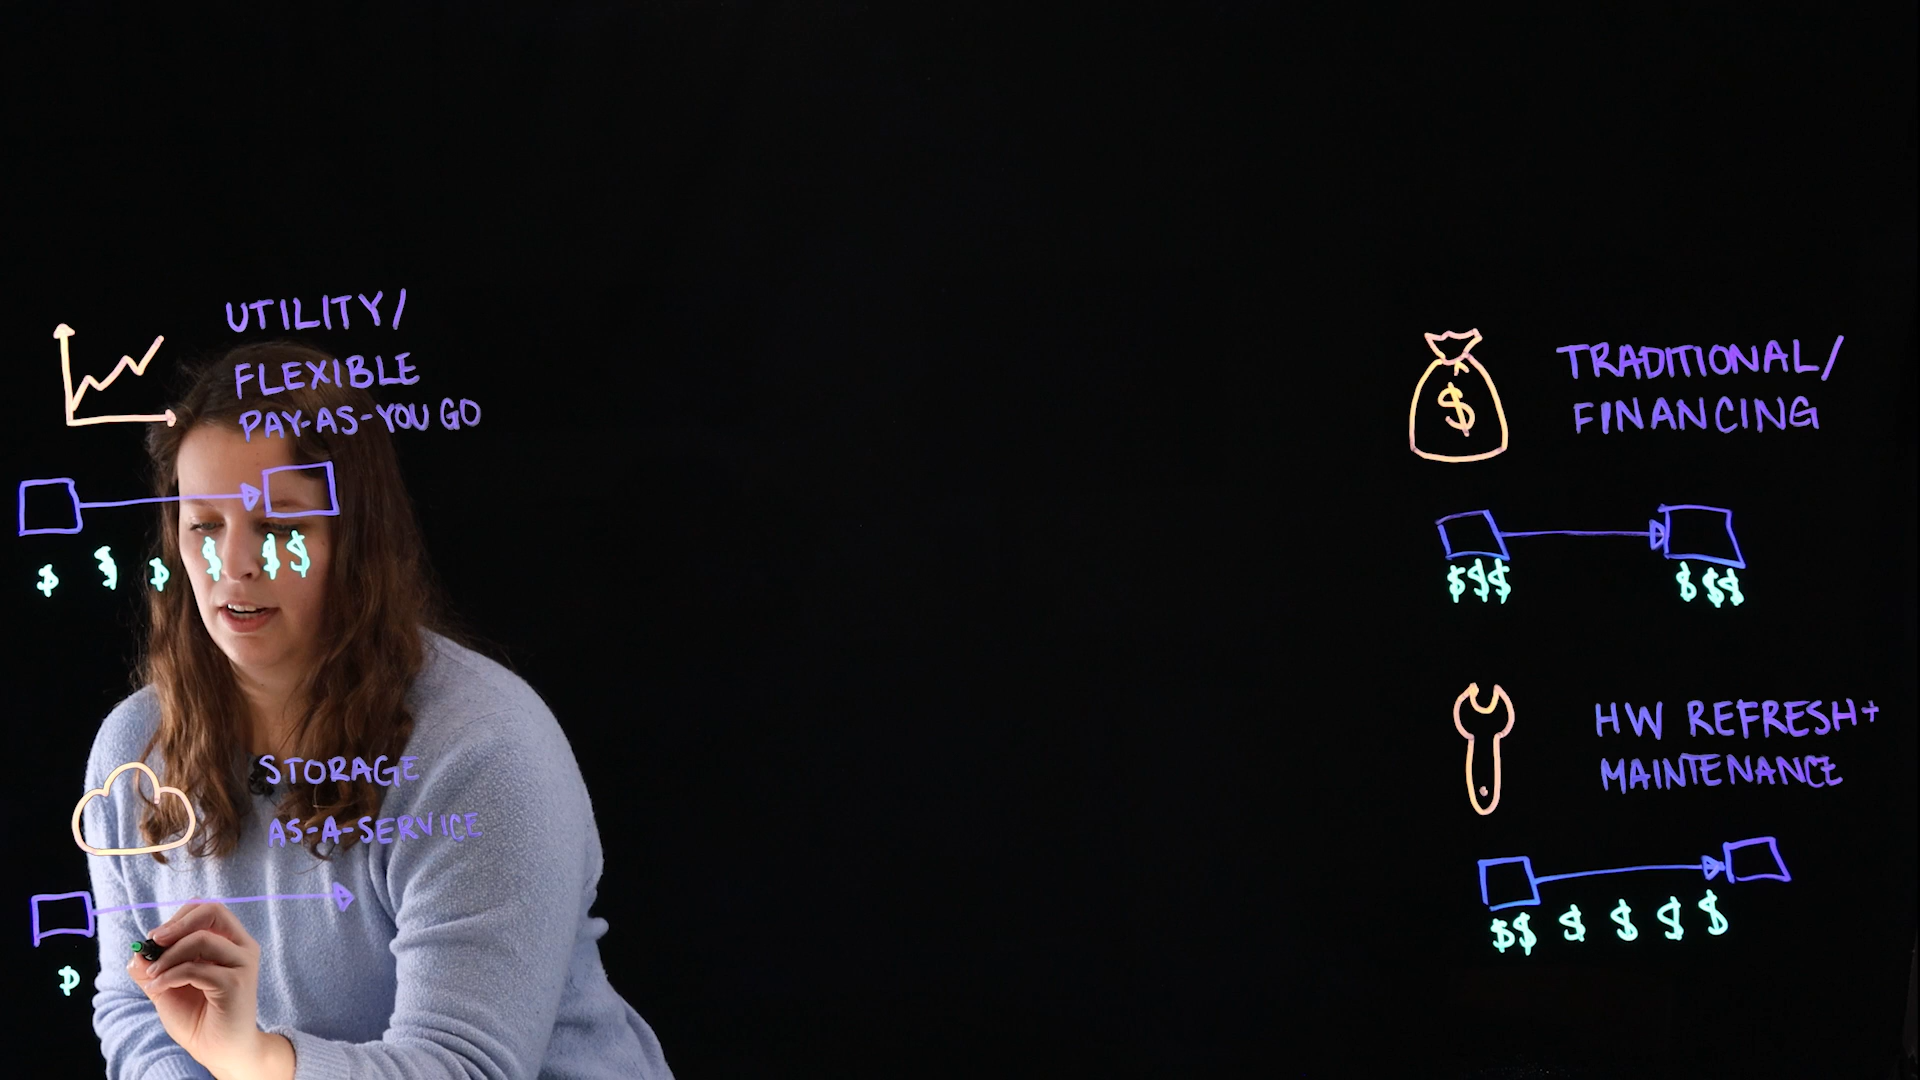 UTILITY/
FLEXIBLE
PAY-AS-YOU GO
$ $ $ $ $ $
STORAGE
AS-A-SERVICE
$
$
TRADITIONAL/
FINANCING
$$$ $$$
HW REFRESH+
MAINTENANCE
$$ $ $ $ $